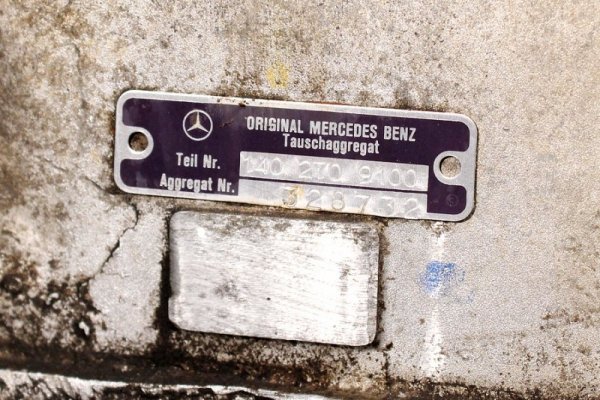 ORIGINAL MERCEDES BENZ
Tauschaggregat
Teil Nr. 140 270 9100
Aggregat Nr. 328732